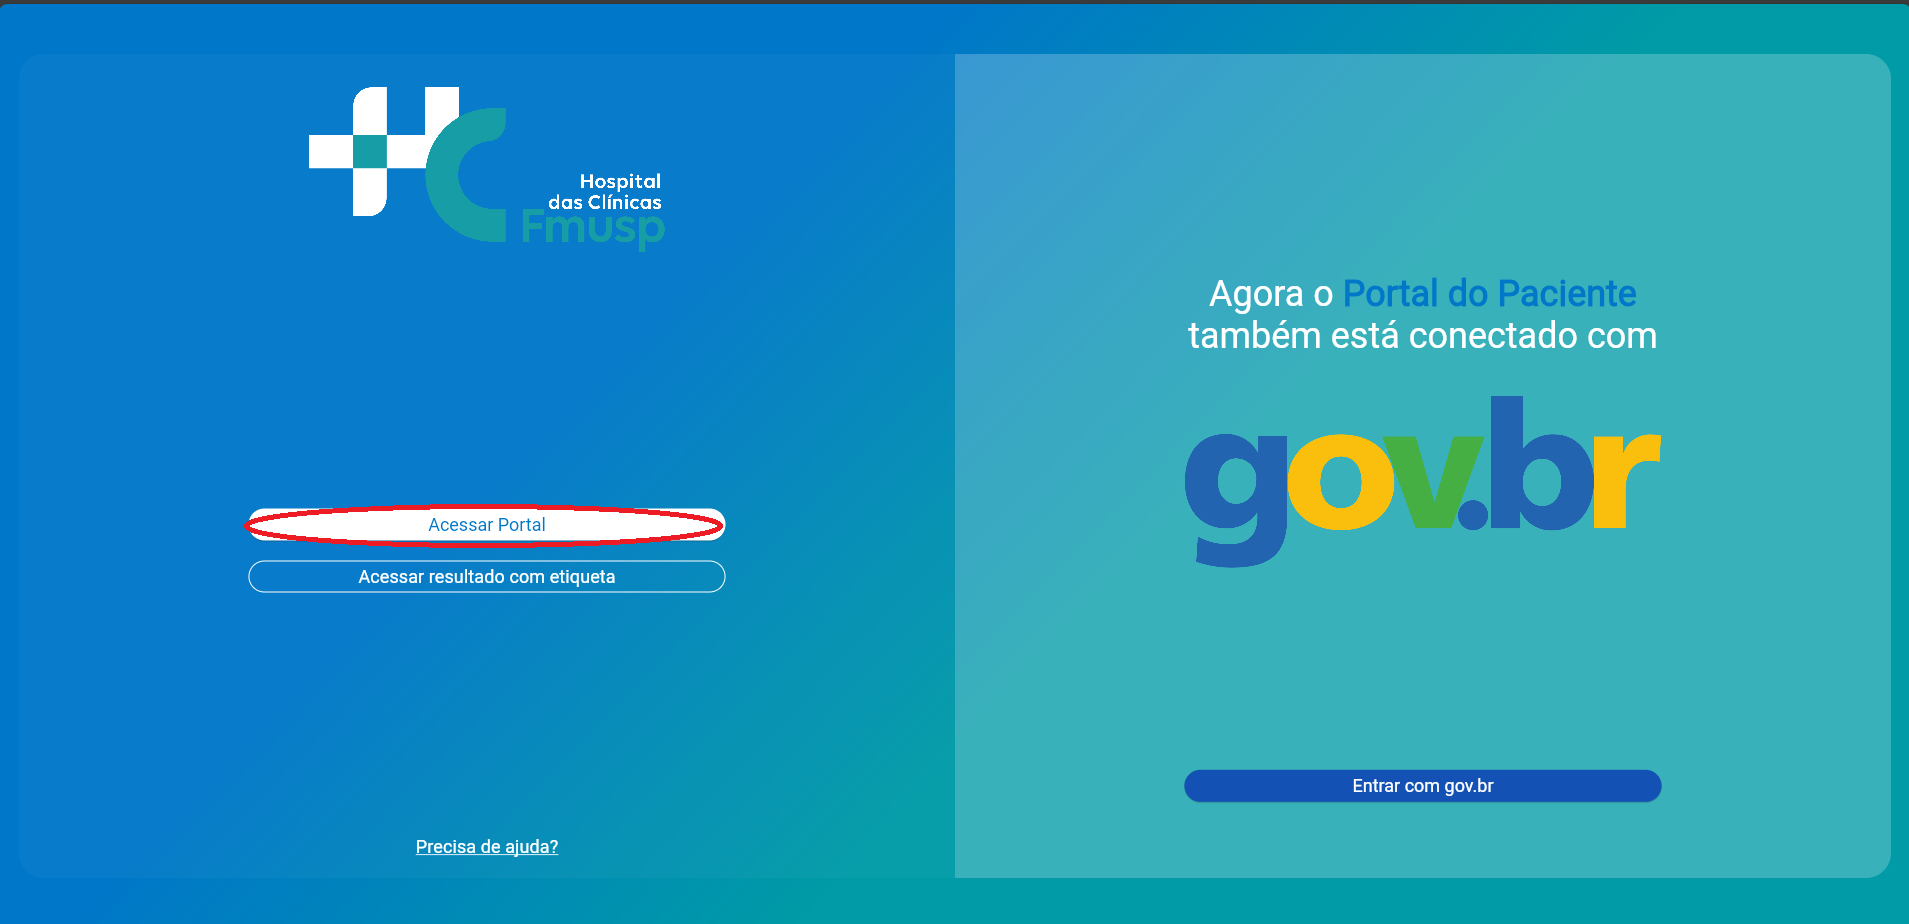 HC
Hospital
das Clínicas
Fmusp
Acessar Portal
Acessar resultado com etiqueta
Precisa de ajuda?
Agora o Portal do Paciente
também está conectado com
gov.br
Entrar com gov.br